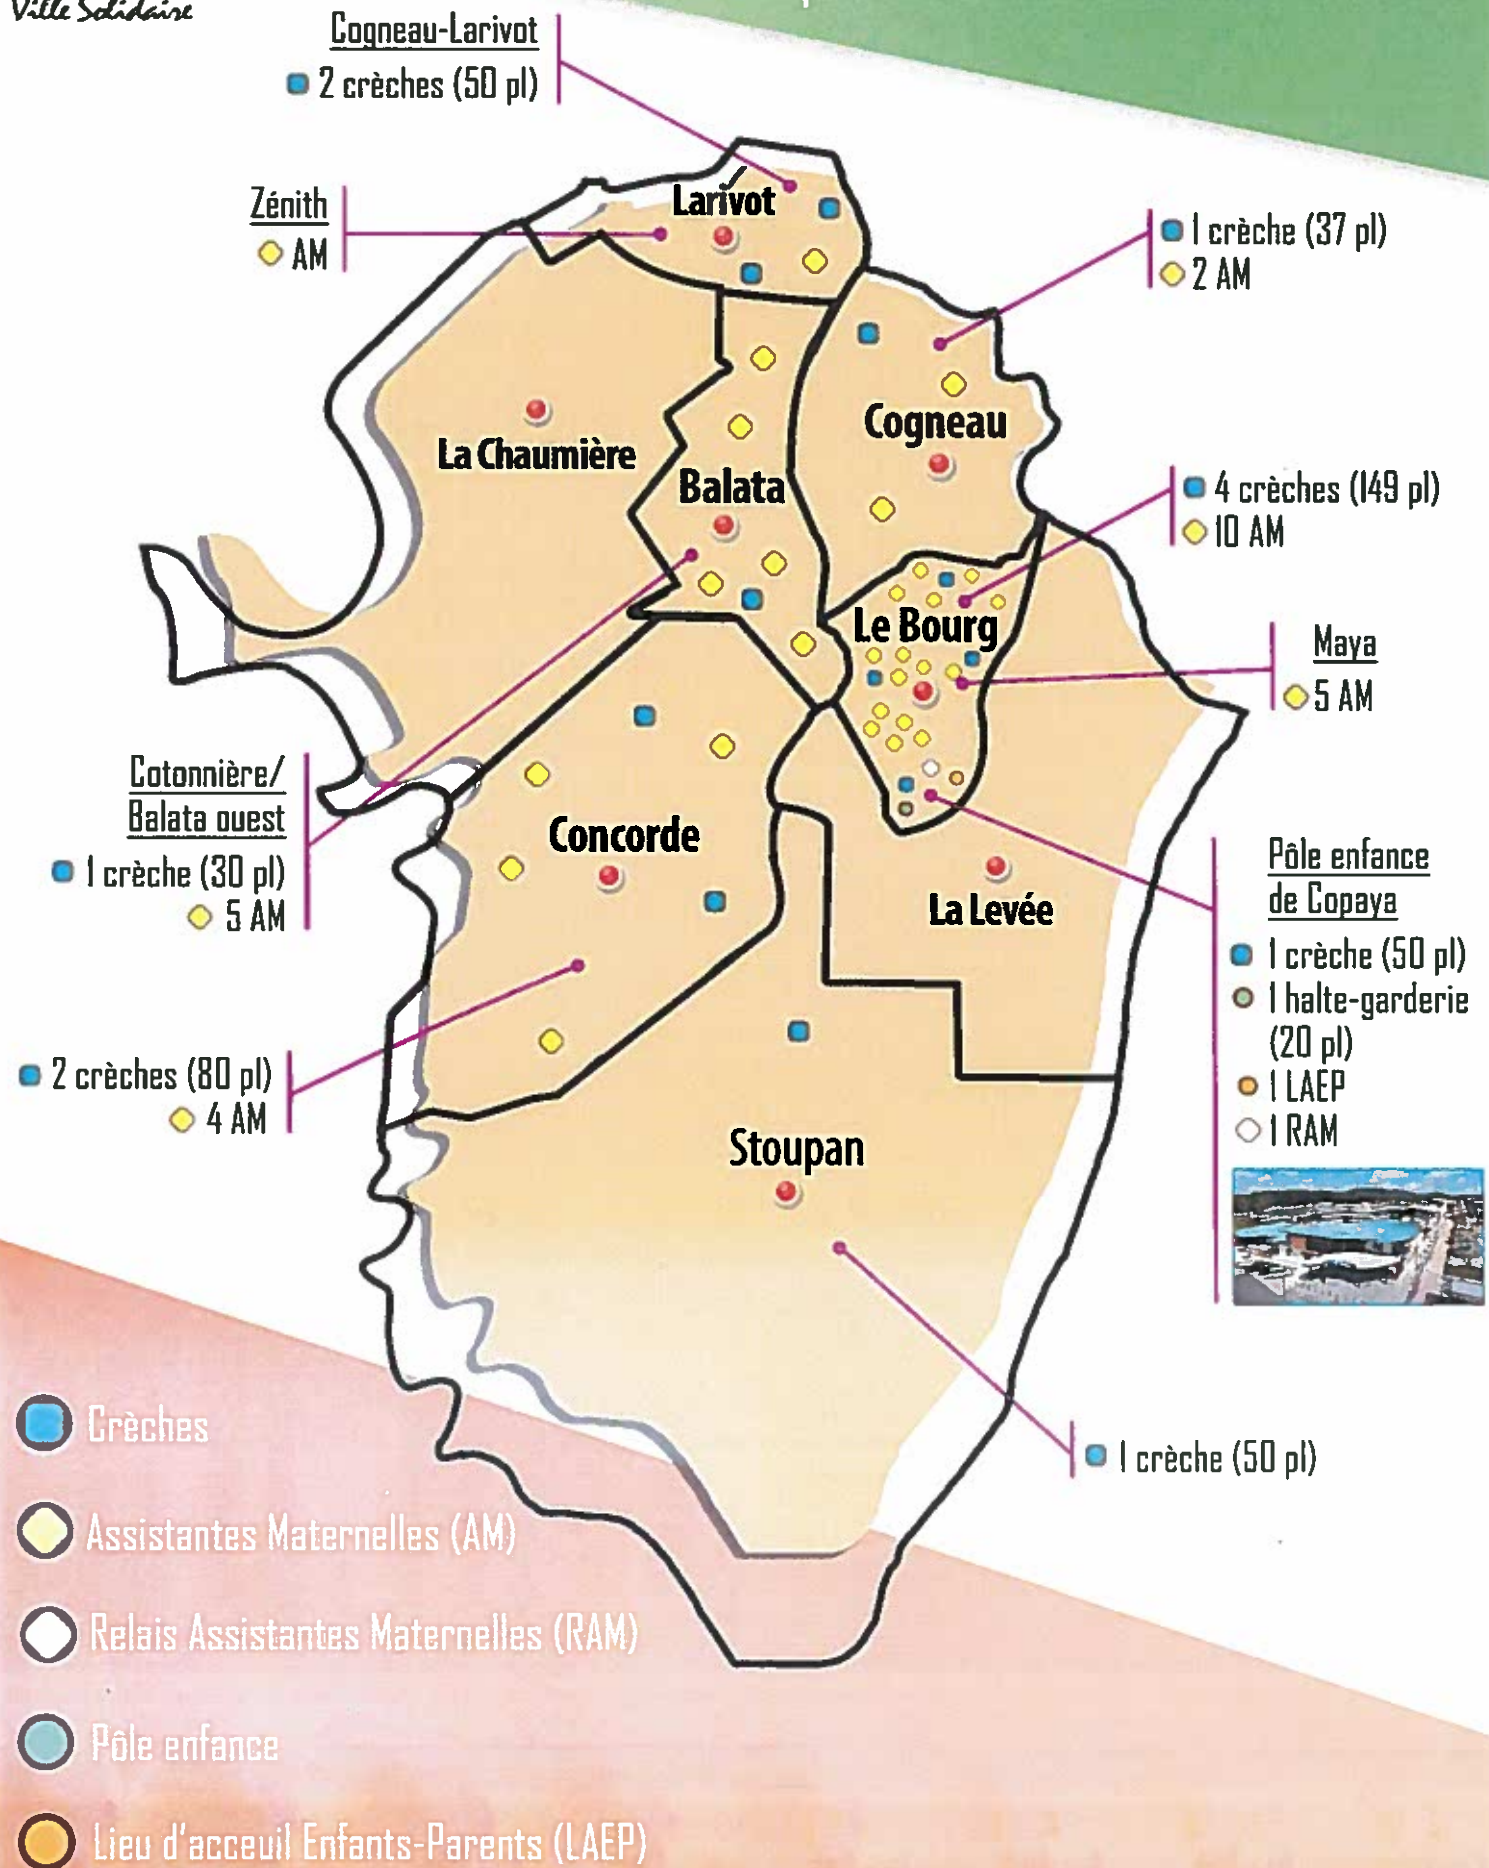 Ville Solidaire
Cogneau-Larivot
2 crèches (50 pl)
Zénith
AM
Larivot
1 crèche (37 pl)
2 AM
La Chaumière
Balata
Cogneau
4 crèches (149 pl)
10 AM
Le Bourg
Maya
5 AM
Cotonnière/
Balata ouest
1 crèche (30 pl)
5 AM
Concorde
La Levée
Pôle enfance
de Copaya
1 crèche (50 pl)
1 halte-garderie
(20 pl)
1 LAEP
1 RAM
2 crèches (80 pl)
4 AM
Stoupan
1 crèche (50 pl)
Crèches
Assistantes Maternelles (AM)
Relais Assistantes Maternelles (RAM)
Pôle enfance
Lieu d'acceuil Enfants-Parents (LAEP)